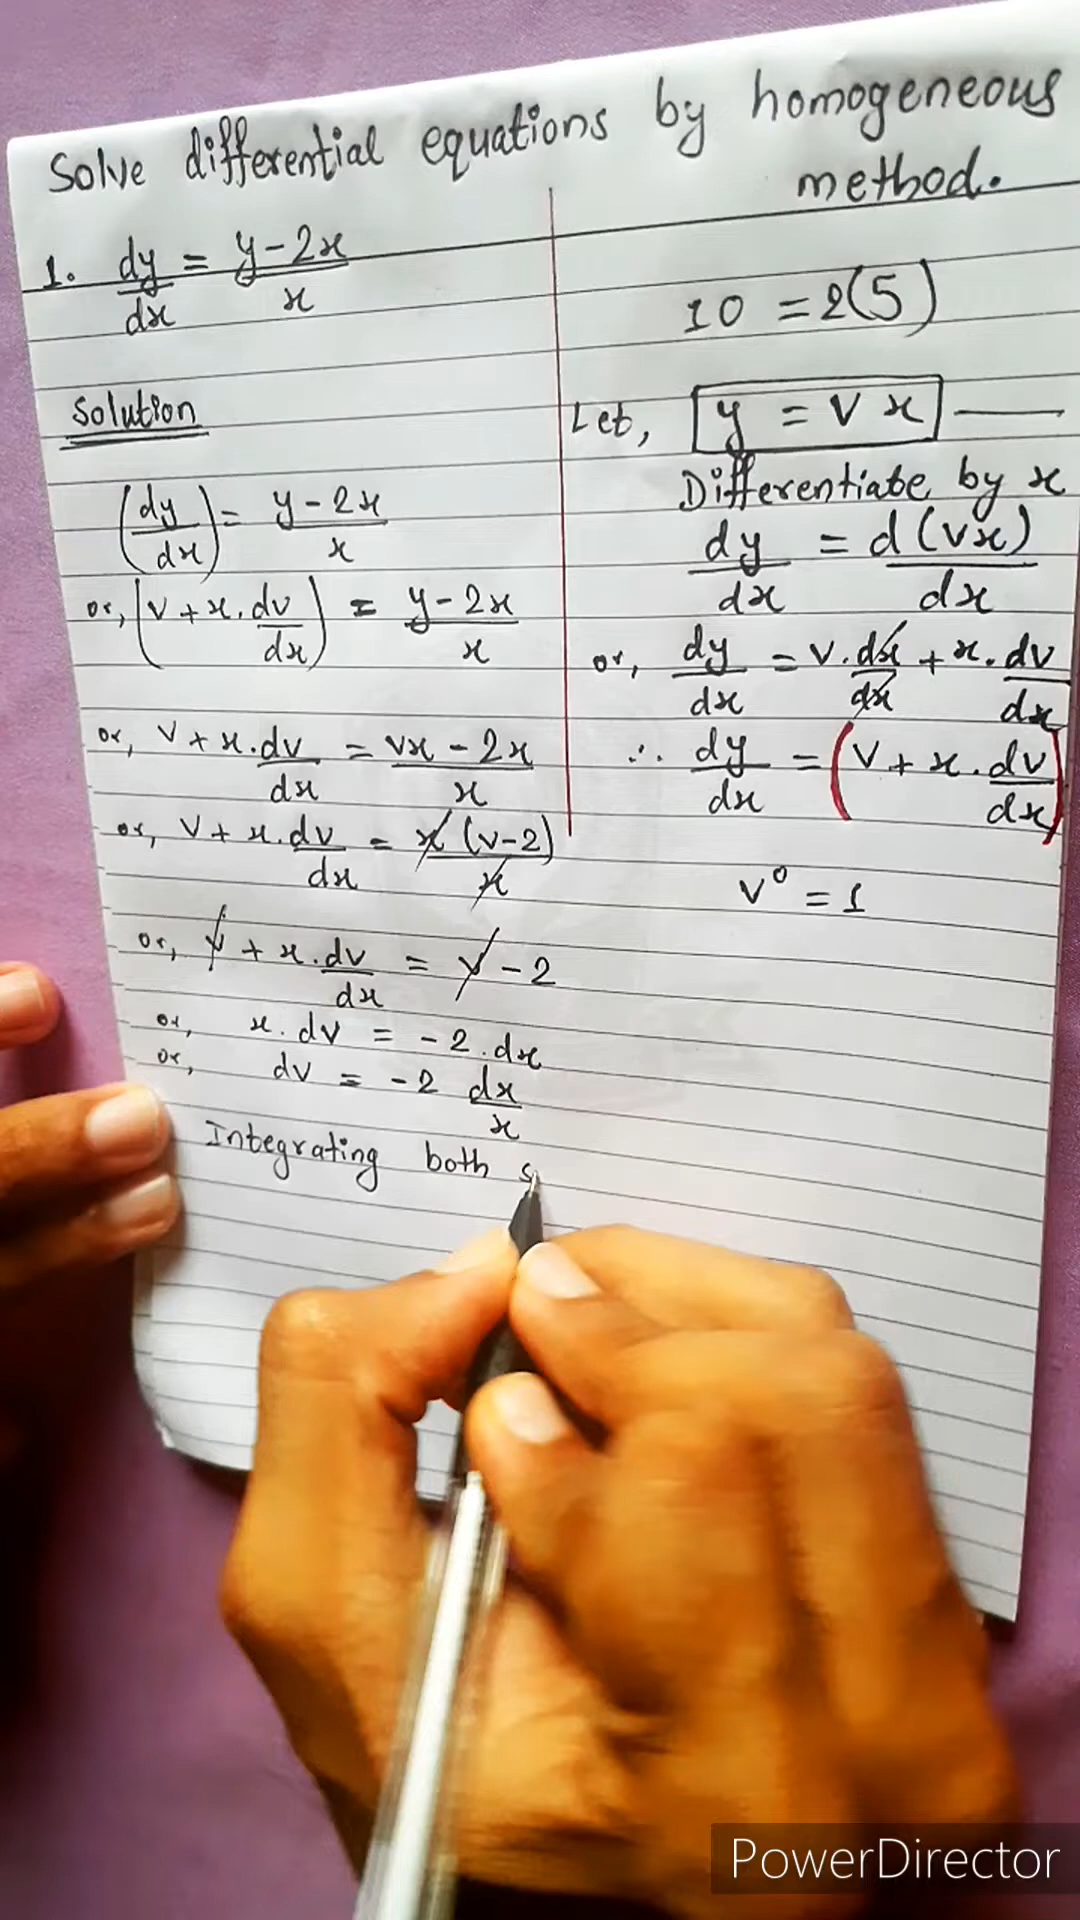 Solve differential equations by homogeneous
method.
1. dy/dx = y-2x/x
Solution
(dy/dx) = y-2x/x
or, (v + x.dv/dx) = y-2x/x
or, v + x.dv/dx = vx - 2x/x
or, v + x.dv/dx = x(v-2)/x
or, v + x.dv/dx = v - 2
or, x.dv = -2.dx
or, dv = -2 dx/x
Integrating both s
10 = 2(5)
Let, y = vx
Differentiate by x
dy/dx = d(vx)/dx
or, dy/dx = v.dx/dx + x.dv/dx
∴ dy/dx = (v + x.dv/dx)
v⁰ = 1
PowerDirector